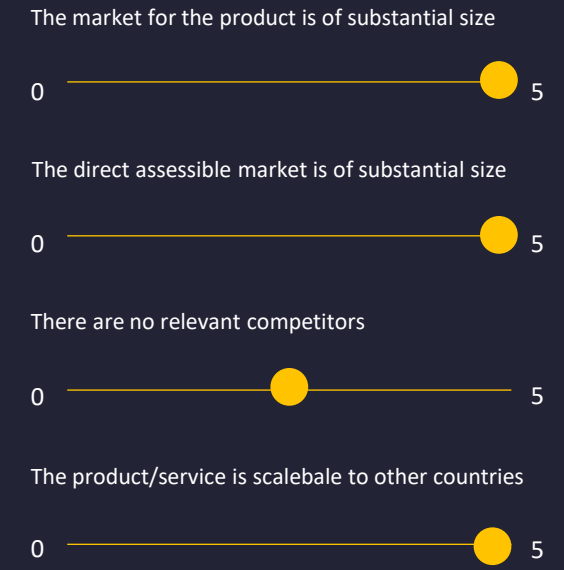 The market for the product is of substantial size
0 5
The direct assessible market is of substantial size
0 5
There are no relevant competitors
0 5
The product/service is scalebale to other countries
0 5